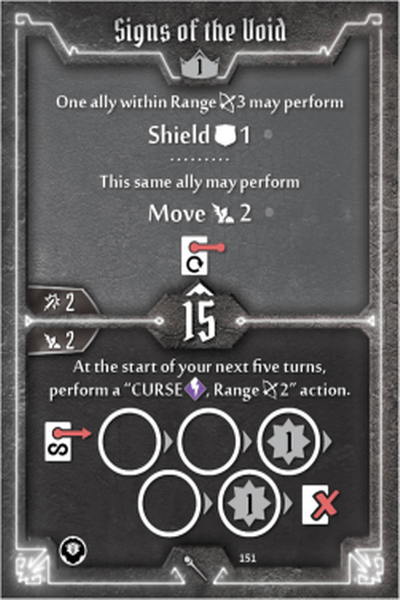 Signs of the Void
1
One ally within Range 3 may perform
Shield 1
This same ally may perform
Move 2
2
15
2
At the start of your next five turns,
perform a "CURSE, Range 2" action.
1
1
151